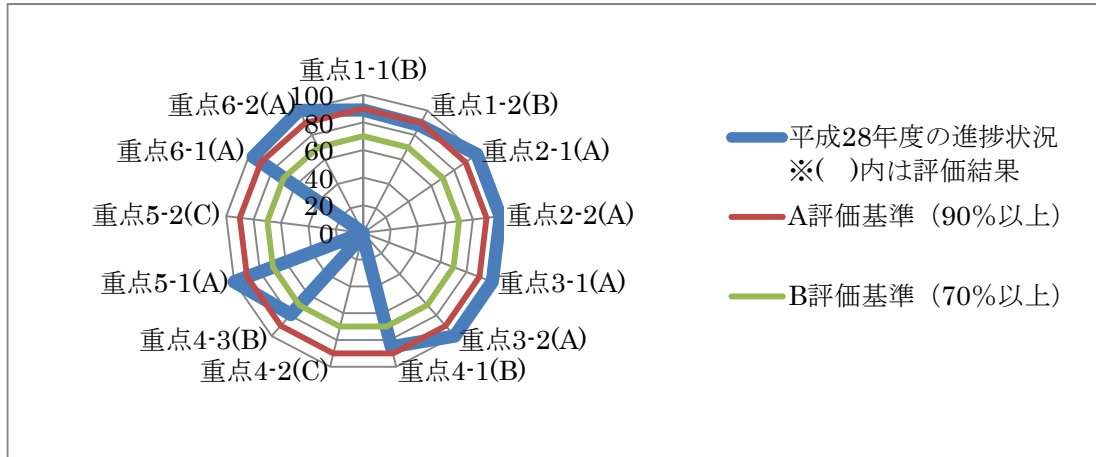 重点1-1(B)
重点1-2(B)
重点2-1(A)
重点2-2(A)
重点3-1(A)
重点3-2(A)
重点4-1(B)
重点4-2(C)
重点4-3(B)
重点5-1(A)
重点5-2(C)
重点6-1(A)
重点6-2(A)
100
80
60
40
20
0
平成28年度の進捗状況
※( )内は評価結果
A評価基準（90％以上）
B評価基準（70％以上）